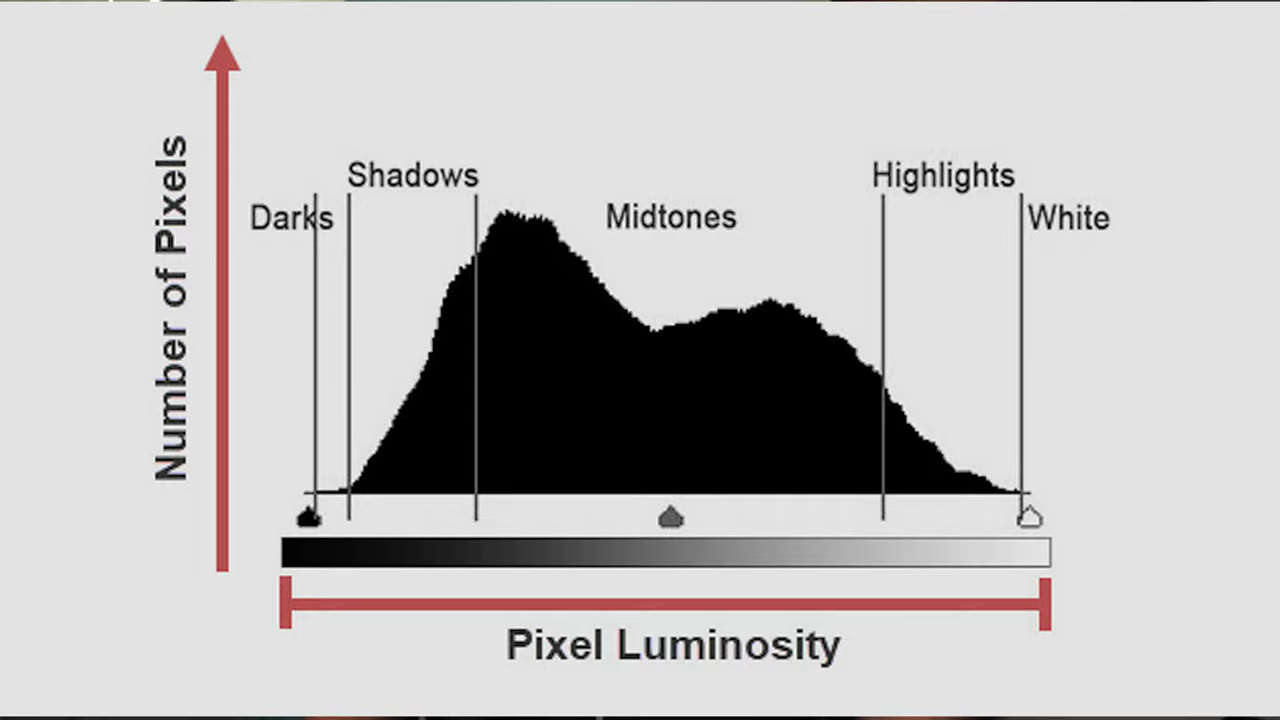 Number of Pixels
Shadows
Highlights
Darks
Midtones
White
Pixel Luminosity